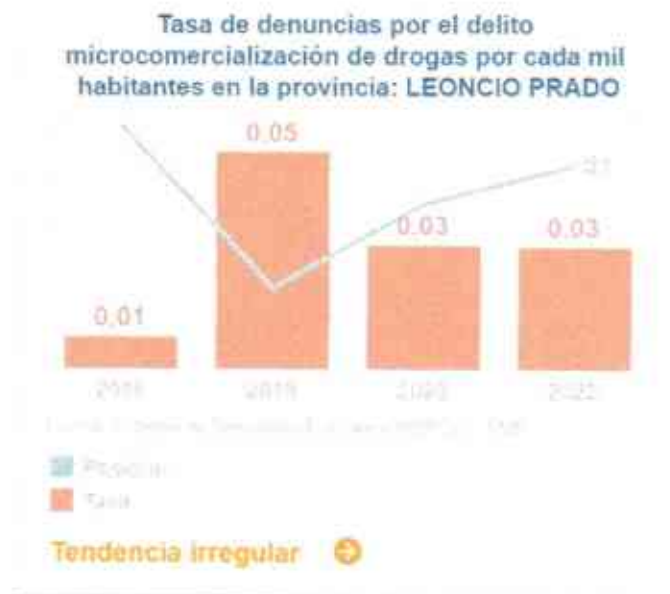 Tasa de denuncias por el delito
microcomercialización de drogas por cada mil
habitantes en la provincia: LEONCIO PRADO
0,05
0,03
0,03
0,01
2019
2020
2022
Tasa
Tendencia irregular